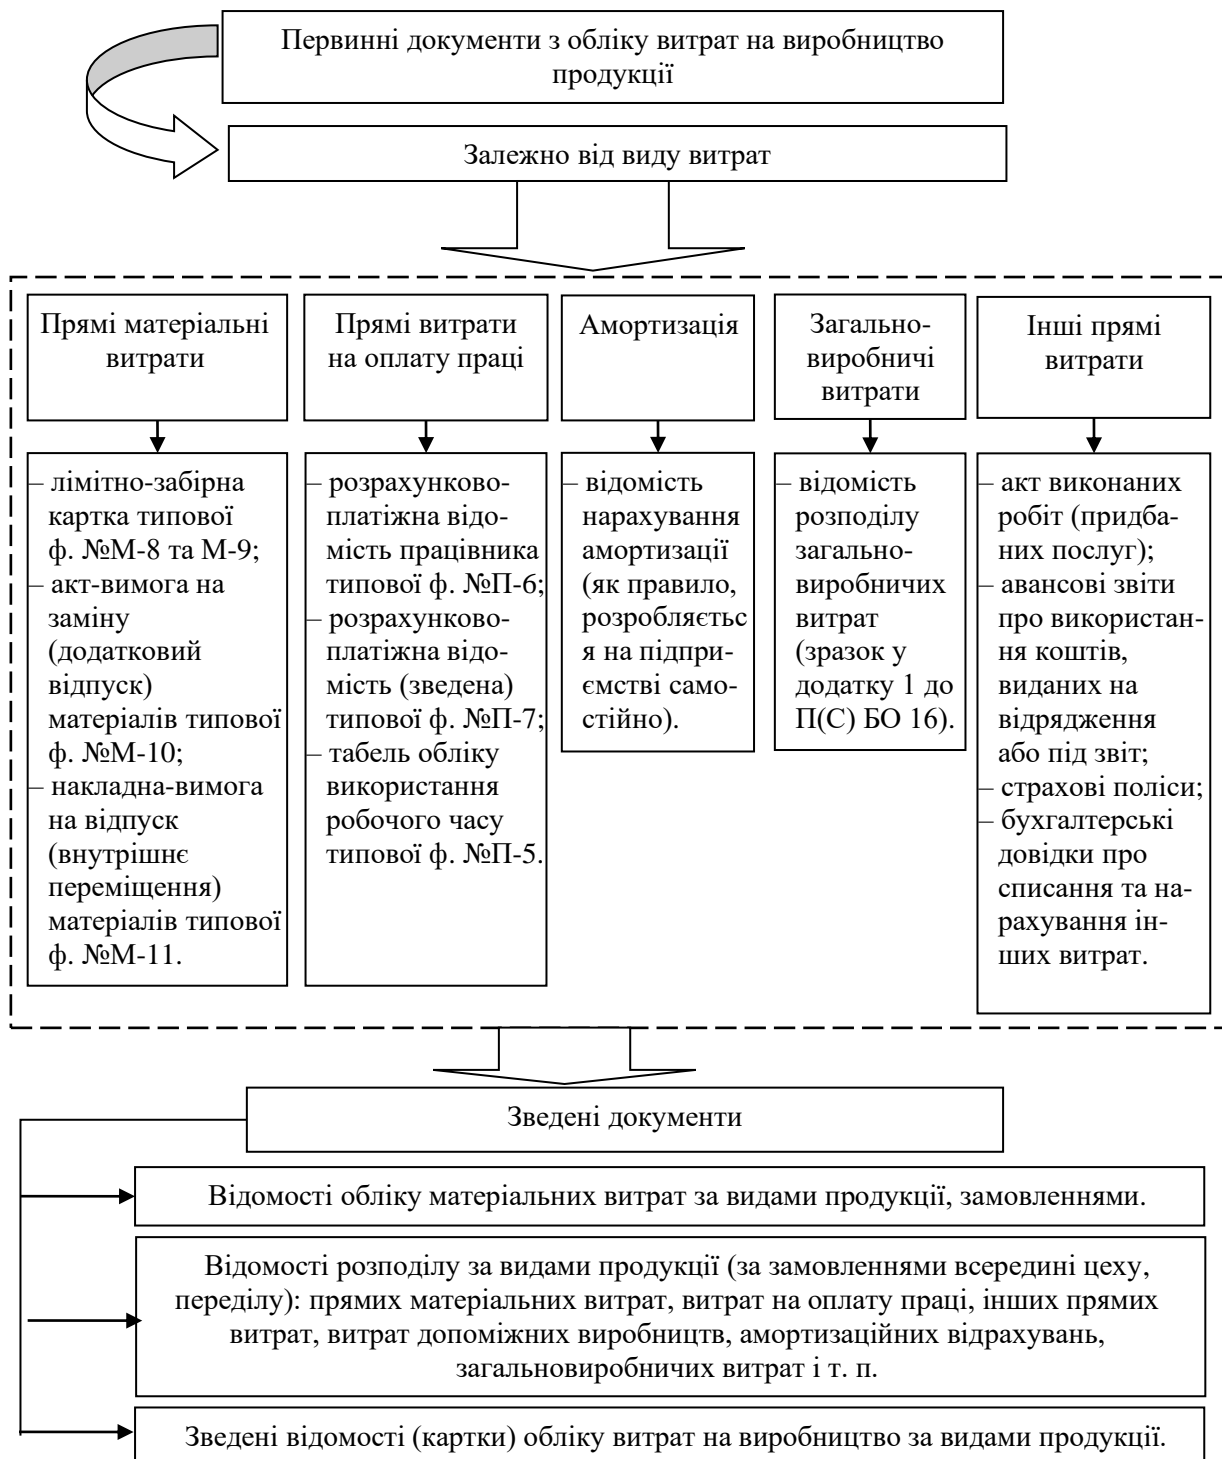 Первинні документи з обліку витрат на виробництво
продукції
Залежно від виду витрат
Прямі матеріальні
витрати
Прямі витрати
на оплату праці
Амортизація
Загально-
виробничі
витрати
Інші прямі
витрати
– лімітно-забірна
картка типової
ф. №М-8 та М-9;
– акт-вимога на
заміну
(додатковий
відпуск)
матеріалів типової
ф. №М-10;
– накладна-вимога
на відпуск
(внутрішнє
переміщення)
матеріалів типової
ф. №М-11.
– розрахунково-
платіжна відо-
мість працівника
типової ф. №П-6;
– розрахунково-
платіжна відо-
мість (зведена)
типової ф. №П-7;
– табель обліку
використання
робочого часу
типової ф. №П-5.
– відомість
нарахування
амортизації
(як правило,
розробляєтьс
я на підпри-
ємстві само-
стійно).
– відомість
розподілу
загально-
виробничих
витрат
(зразок у
додатку 1 до
П(С) БО 16).
– акт виконаних
робіт (придба-
них послуг);
– авансові звіти
про використан-
ня коштів,
виданих на
відрядження
або під звіт;
– страхові поліси;
– бухгалтерські
довідки про
списання та на-
рахування ін-
ших витрат.
Зведені документи
Відомості обліку матеріальних витрат за видами продукції, замовленнями.
Відомості розподілу за видами продукції (за замовленнями всередині цеху,
переділу): прямих матеріальних витрат, витрат на оплату праці, інших прямих
витрат, витрат допоміжних виробництв, амортизаційних відрахувань,
загальновиробничих витрат і т. п.
Зведені відомості (картки) обліку витрат на виробництво за видами продукції.